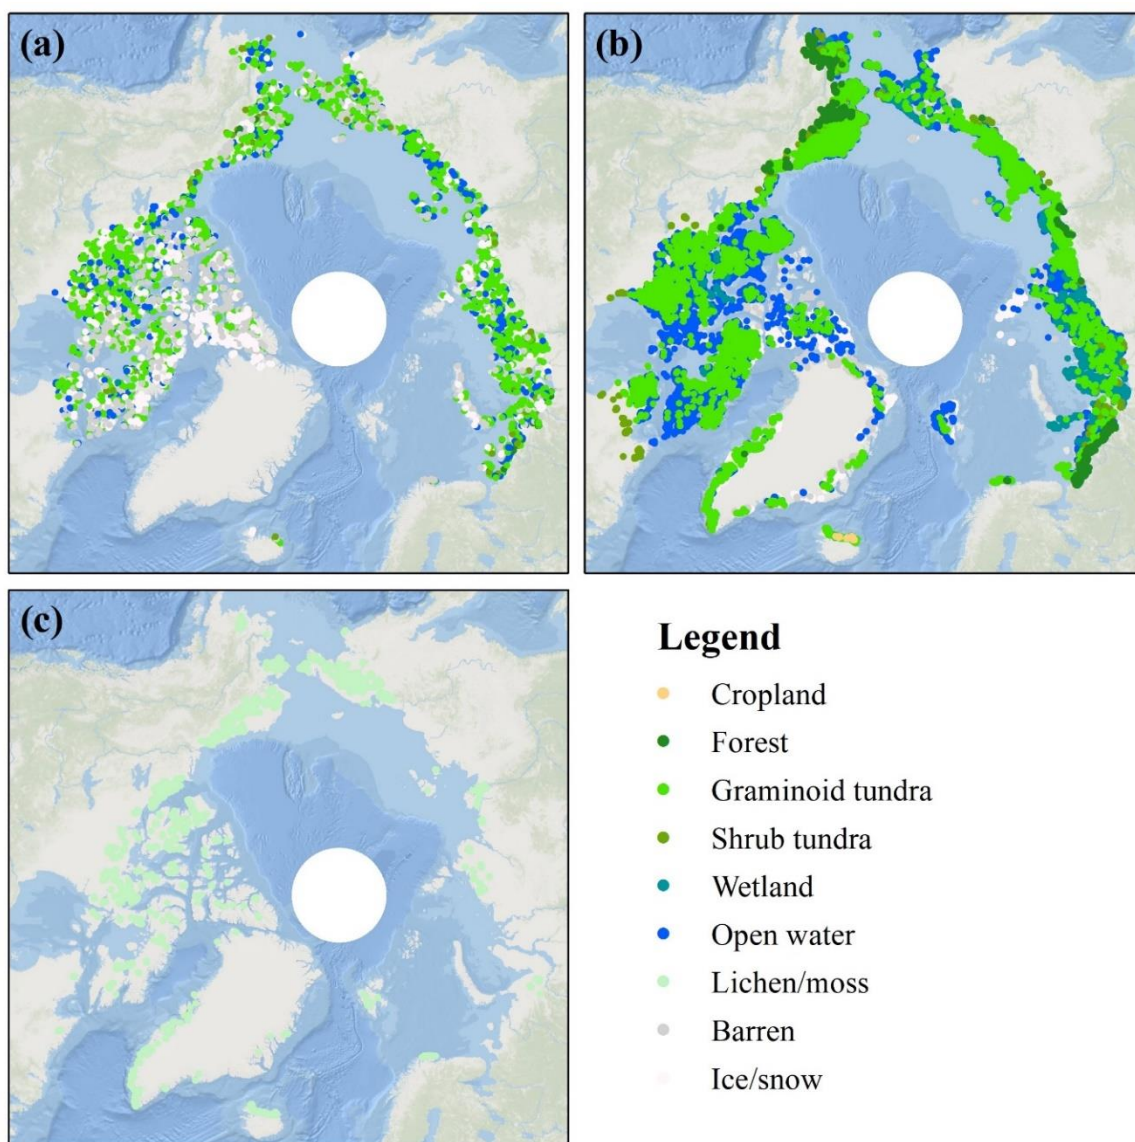 (a)
(b)
(c)
Legend
Cropland
Forest
Graminoid tundra
Shrub tundra
Wetland
Open water
Lichen/moss
Barren
Ice/snow